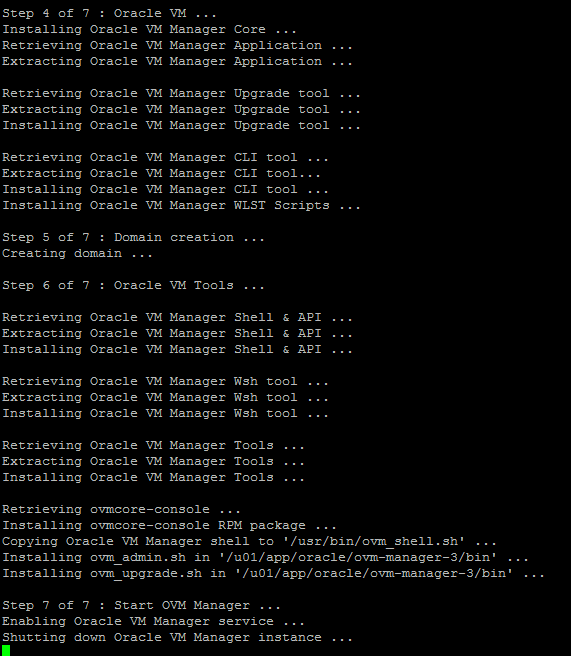 Step 4 of 7 : Oracle VM ...
Installing Oracle VM Manager Core ...
Retrieving Oracle VM Manager Application ...
Extracting Oracle VM Manager Application ...
Retrieving Oracle VM Manager Upgrade tool ...
Extracting Oracle VM Manager Upgrade tool ...
Installing Oracle VM Manager Upgrade tool ...
Retrieving Oracle VM Manager CLI tool ...
Extracting Oracle VM Manager CLI tool...
Installing Oracle VM Manager CLI tool ...
Installing Oracle VM Manager WLST Scripts ...
Step 5 of 7 : Domain creation ...
Creating domain ...
Step 6 of 7 : Oracle VM Tools ...
Retrieving Oracle VM Manager Shell & API ...
Extracting Oracle VM Manager Shell & API ...
Installing Oracle VM Manager Shell & API ...
Retrieving Oracle VM Manager Wsh tool ...
Extracting Oracle VM Manager Wsh tool ...
Installing Oracle VM Manager Wsh tool ...
Retrieving Oracle VM Manager Tools ...
Extracting Oracle VM Manager Tools ...
Installing Oracle VM Manager Tools ...
Retrieving ovmcore-console ...
Installing ovmcore-console RPM package ...
Copying Oracle VM Manager shell to '/usr/bin/ovm_shell.sh' ...
Installing ovm_admin.sh in '/u01/app/oracle/ovm-manager-3/bin' ...
Installing ovm_upgrade.sh in '/u01/app/oracle/ovm-manager-3/bin' ...
Step 7 of 7 : Start OVM Manager ...
Enabling Oracle VM Manager service ...
Shutting down Oracle VM Manager instance ...